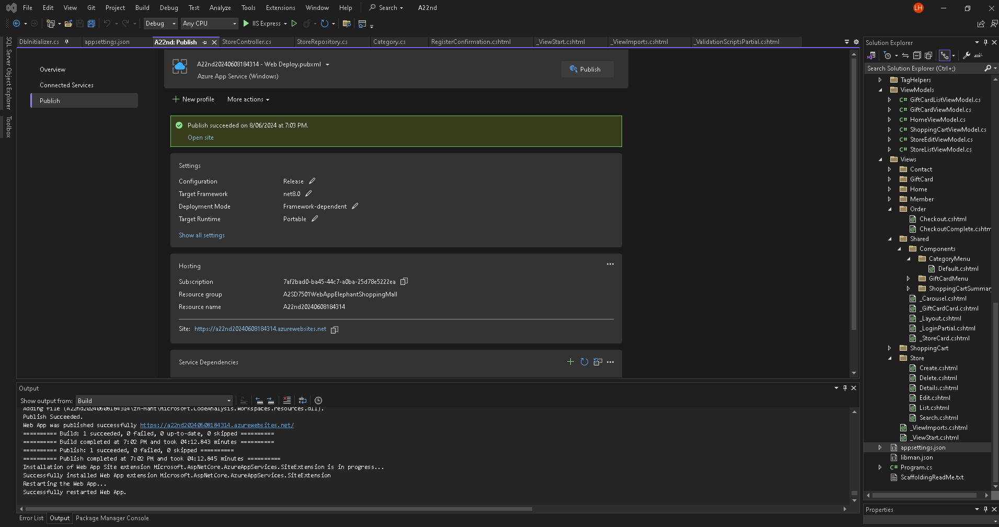 File Edit View Git Project Build Debug Test Analyze Tools Extensions Window Help Search A22nd LH
Debug Any CPU IIS Express
SQL Server Object Explorer
Toolbox
DbInitializer.cs appsettings.json A22nd: Publish StoreController.cs StoreRepository.cs Category.cs RegisterConfirmation.cshtml _ViewStart.cshtml _ViewImports.cshtml _ValidationScriptsPartial.cshtml
Overview
Connected Services
Publish
A22nd20240608184314 - Web Deploy.pubxml
Azure App Service (Windows)
Publish
New profile More actions
Publish succeeded on 8/06/2024 at 7:03 PM.
Open site
Settings
Configuration Release
Target Framework net8.0
Deployment Mode Framework-dependent
Target Runtime Portable
Show all settings
Hosting
Subscription 7af2bad0-ba45-44c7-a0ba-25d78e5222ea
Resource group A2SD7501WebAppElephantShoppingMall
Resource name A22nd20240608184314
Site: https://a22nd20240608184314.azurewebsites.net
Service Dependencies
Output
Show output from: Build
Adding file (A22nd20240608184314\zh-Hant\Microsoft.CodeAnalysis.Workspaces.resources.dll).
Publish Succeeded.
Web App was published successfully https://a22nd20240608184314.azurewebsites.net/
========== Build: 1 succeeded, 0 failed, 0 up-to-date, 0 skipped ==========
========== Build completed at 7:02 PM and took 04:12.843 minutes ==========
========== Publish: 1 succeeded, 0 failed, 0 skipped ==========
========== Publish completed at 7:02 PM and took 04:12.845 minutes ==========
Installation of Web App Site extension Microsoft.AspNetCore.AzureAppServices.SiteExtension is in progress...
Successfully installed Web App extension Microsoft.AspNetCore.AzureAppServices.SiteExtension
Restarting the Web App...
Successfully restarted Web App.
Error List Output Package Manager Console
Solution Explorer
Search Solution Explorer (Ctrl+;)
TagHelpers
ViewModels
C# GiftCardListViewModel.cs
C# GiftCardViewModel.cs
C# HomeViewModel.cs
C# ShoppingCartViewModel.cs
C# StoreEditViewModel.cs
C# StoreListViewModel.cs
Views
Contact
GiftCard
Home
Member
Order
Checkout.cshtml
CheckoutComplete.cshtm
Shared
Components
CategoryMenu
Default.cshtml
GiftCardMenu
ShoppingCartSummar
_Carousel.cshtml
_GiftCardCard.cshtml
_Layout.cshtml
_LoginPartial.cshtml
_StoreCard.cshtml
ShoppingCart
Store
Create.cshtml
Delete.cshtml
Details.cshtml
Edit.cshtml
List.cshtml
Search.cshtml
_ViewImports.cshtml
_ViewStart.cshtml
appsettings.json
libman.json
C# Program.cs
ScaffoldingReadMe.txt
Properties